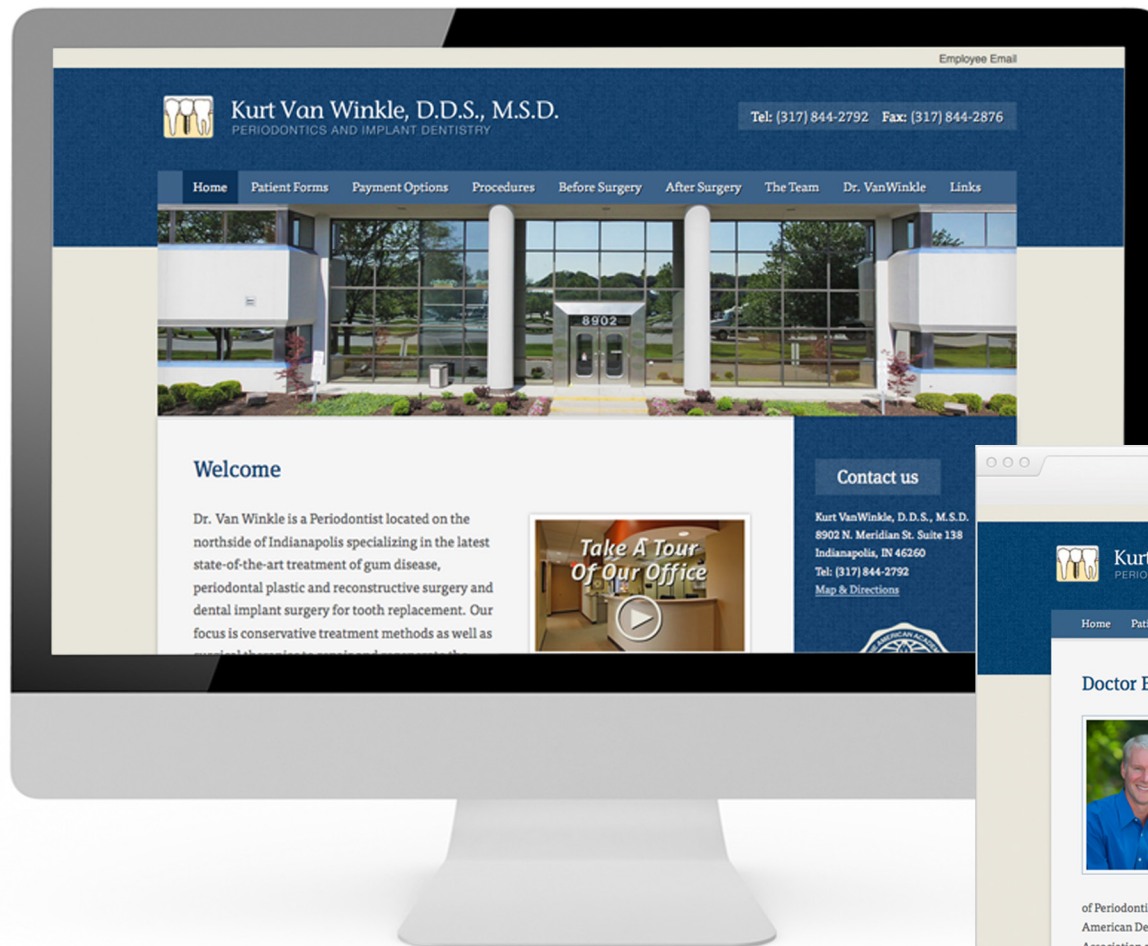 Employee Email
Kurt Van Winkle, D.D.S., M.S.D.
PERIODONTICS AND IMPLANT DENTISTRY
Tel: (317) 844-2792 Fax: (317) 844-2876
Home Patient Forms Payment Options Procedures Before Surgery After Surgery The Team Dr. VanWinkle Links
8902
Welcome
Dr. Van Winkle is a Periodontist located on the
northside of Indianapolis specializing in the latest
state-of-the-art treatment of gum disease,
periodontal plastic and reconstructive surgery and
dental implant surgery for tooth replacement. Our
focus is conservative treatment methods as well as
Take A Tour
Of Our Office
Contact us
Kurt VanWinkle, D.D.S., M.S.D.
8902 N. Meridian St. Suite 138
Indianapolis, IN 46260
Tel: (317) 844-2792
Map & Directions
THE AMERICAN ACADEM
Kurt
PERIO
Home Pati
Doctor
of Periodonti
American De